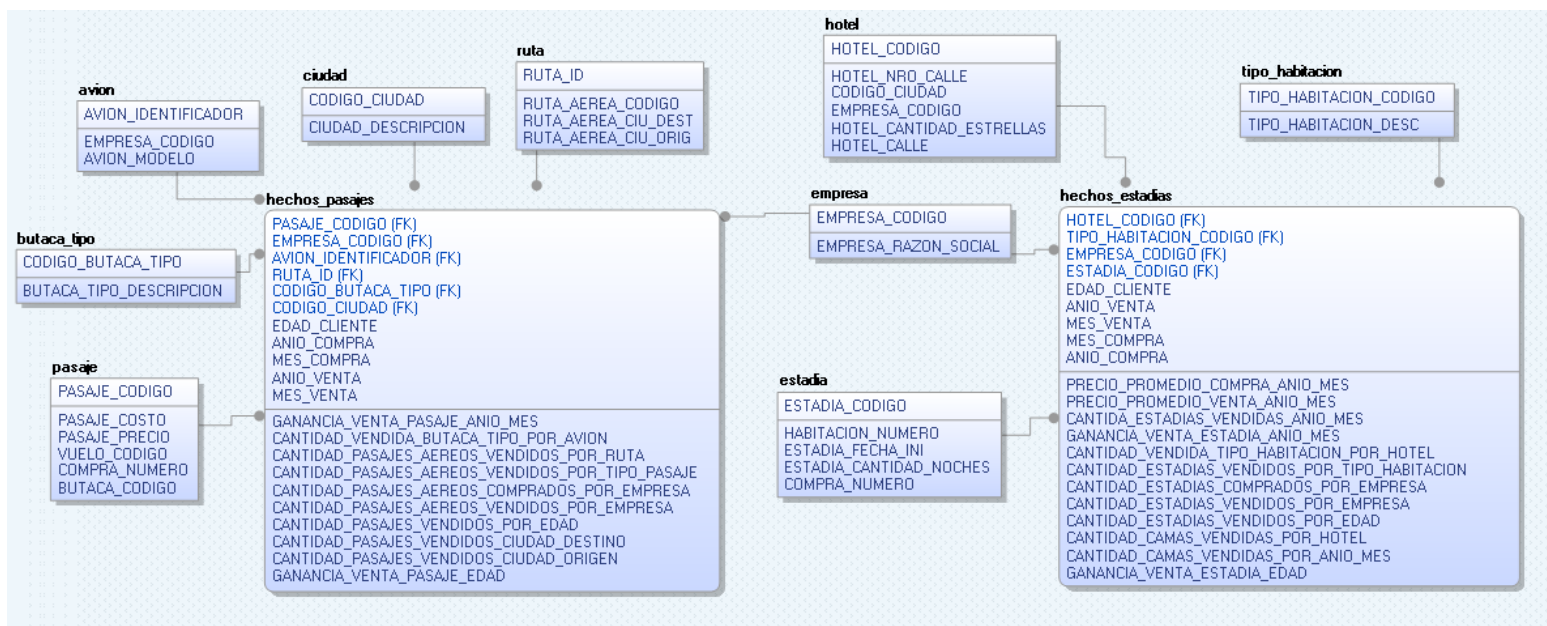 avion
AVION_IDENTIFICADOR
EMPRESA_CODIGO
AVION_MODELO
ciudad
CODIGO_CIUDAD
CIUDAD_DESCRIPCION
ruta
RUTA_ID
RUTA_AEREA_CODIGO
RUTA_AEREA_CIU_DEST
RUTA_AEREA_CIU_ORIG
hotel
HOTEL_CODIGO
HOTEL_NRO_CALLE
CODIGO_CIUDAD
EMPRESA_CODIGO
HOTEL_CANTIDAD_ESTRELLAS
HOTEL_CALLE
tipo_habitacion
TIPO_HABITACION_CODIGO
TIPO_HABITACION_DESC
butaca_tipo
CODIGO_BUTACA_TIPO
BUTACA_TIPO_DESCRIPCION
pasaje
PASAJE_CODIGO
PASAJE_COSTO
PASAJE_PRECIO
VUELO_CODIGO
COMPRA_NUMERO
BUTACA_CODIGO
hechos_pasajes
PASAJE_CODIGO (FK)
EMPRESA_CODIGO (FK)
AVION_IDENTIFICADOR (FK)
RUTA_ID (FK)
CODIGO_BUTACA_TIPO (FK)
CODIGO_CIUDAD (FK)
EDAD_CLIENTE
ANIO_COMPRA
MES_COMPRA
ANIO_VENTA
MES_VENTA
GANANCIA_VENTA_PASAJE_ANIO_MES
CANTIDAD_VENDIDA_BUTACA_TIPO_POR_AVION
CANTIDAD_PASAJES_AEREOS_VENDIDOS_POR_RUTA
CANTIDAD_PASAJES_AEREOS_VENDIDOS_POR_TIPO_PASAJE
CANTIDAD_PASAJES_AEREOS_COMPRADOS_POR_EMPRESA
CANTIDAD_PASAJES_AEREOS_VENDIDOS_POR_EMPRESA
CANTIDAD_PASAJES_VENDIDOS_POR_EDAD
CANTIDAD_PASAJES_VENDIDOS_CIUDAD_DESTINO
CANTIDAD_PASAJES_VENDIDOS_CIUDAD_ORIGEN
GANANCIA_VENTA_PASAJE_EDAD
empresa
EMPRESA_CODIGO
EMPRESA_RAZON_SOCIAL
estadia
ESTADIA_CODIGO
HABITACION_NUMERO
ESTADIA_FECHA_INI
ESTADIA_CANTIDAD_NOCHES
COMPRA_NUMERO
hechos_estadias
HOTEL_CODIGO (FK)
TIPO_HABITACION_CODIGO (FK)
EMPRESA_CODIGO (FK)
ESTADIA_CODIGO (FK)
EDAD_CLIENTE
ANIO_VENTA
MES_VENTA
MES_COMPRA
ANIO_COMPRA
PRECIO_PROMEDIO_COMPRA_ANIO_MES
PRECIO_PROMEDIO_VENTA_ANIO_MES
CANTIDA_ESTADIAS_VENDIDAS_ANIO_MES
GANANCIA_VENTA_ESTADIA_ANIO_MES
CANTIDAD_VENDIDA_TIPO_HABITACION_POR_HOTEL
CANTIDAD_ESTADIAS_VENDIDOS_POR_TIPO_HABITACION
CANTIDAD_ESTADIAS_COMPRADOS_POR_EMPRESA
CANTIDAD_ESTADIAS_VENDIDOS_POR_EMPRESA
CANTIDAD_ESTADIAS_VENDIDOS_POR_EDAD
CANTIDAD_CAMAS_VENDIDAS_POR_HOTEL
CANTIDAD_CAMAS_VENDIDAS_POR_ANIO_MES
GANANCIA_VENTA_ESTADIA_EDAD